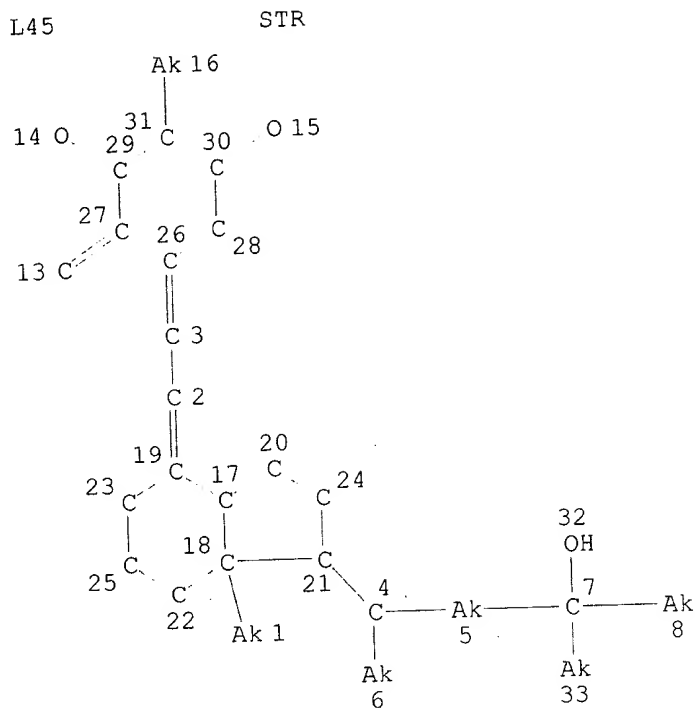 L45 STR
Ak 16
14 O 31 C O 15
29 C 30 C
27 C 26 C C 28
13 C
C 3
C 2
19 C 17 C 20 C 24 C
23 C
18 C 21 C 32 OH
25 C C 22 4 C Ak 5 C 7 Ak 8
Ak 1
Ak 6 Ak 33